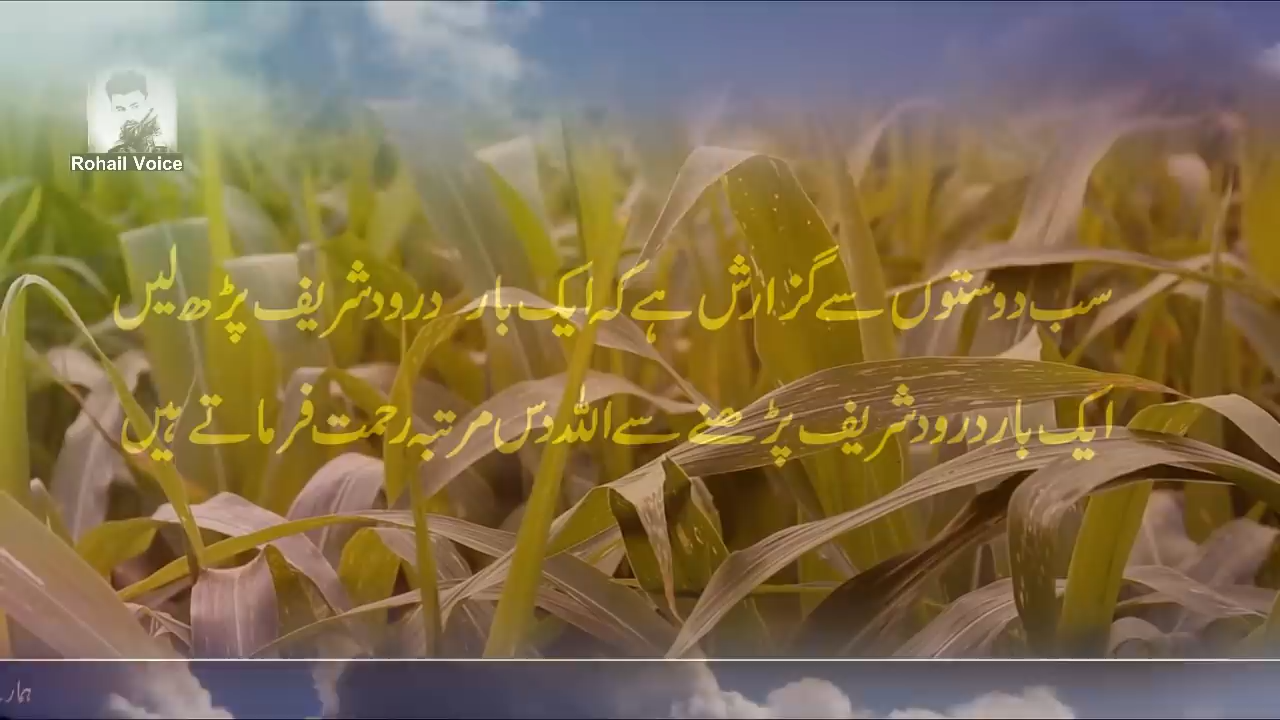 Rohail Voice
سب دوستوں سے گزارش ہے کہ ایک بار درود شریف پڑھ لیں
ایک بار درود شریف پڑھنے سے اللہ دس مرتبہ رحمت فرماتے ہیں